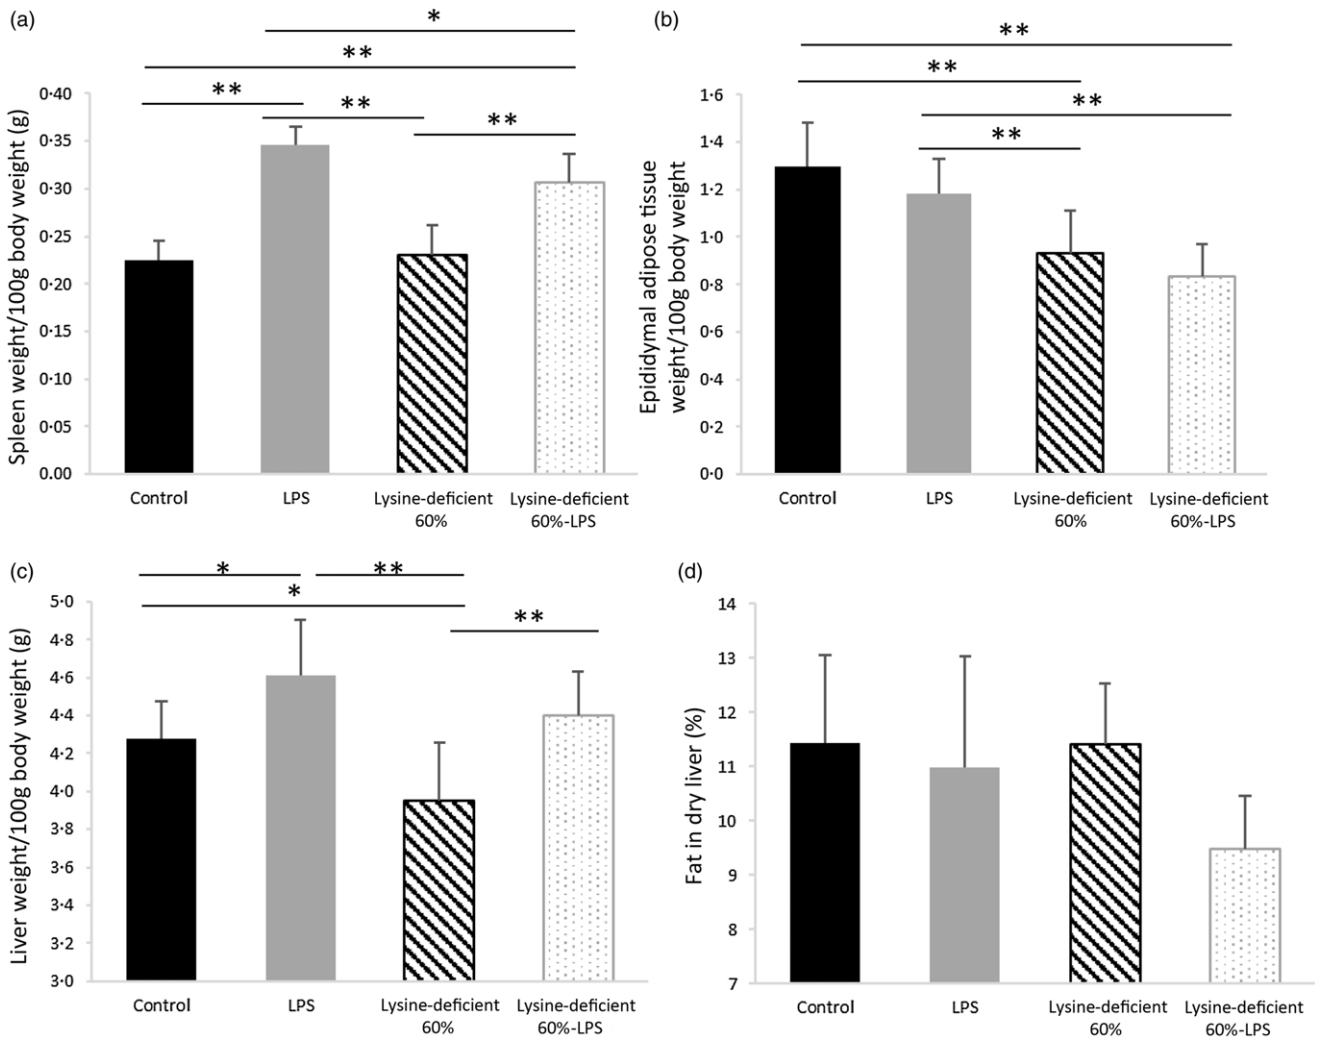 (a)
*
**
**
**
**
Spleen weight/100g body weight (g)
0·40
0·35
0·30
0·25
0·20
0·15
0·10
0·05
0.00
Control
LPS
Lysine-deficient
60%
Lysine-deficient
60%-LPS
(b)
**
**
**
**
Epididymal adipose tissue
weight/100g body weight
1·6
1·4
1·2
1·0
0·8
0·6
0·4
0·2
0·0
Control
LPS
Lysine-deficient
60%
Lysine-deficient
60%-LPS
(c)
*
**
*
**
Liver weight/100g body weight (g)
5·0
4·8
4·6
4·4
4·2
4·0
3·8
3·6
3·4
3·2
3·0
Control
LPS
Lysine-deficient
60%
Lysine-deficient
60%-LPS
(d)
Fat in dry liver (%)
14
13
12
11
10
9
8
7
Control
LPS
Lysine-deficient
60%
Lysine-deficient
60%-LPS